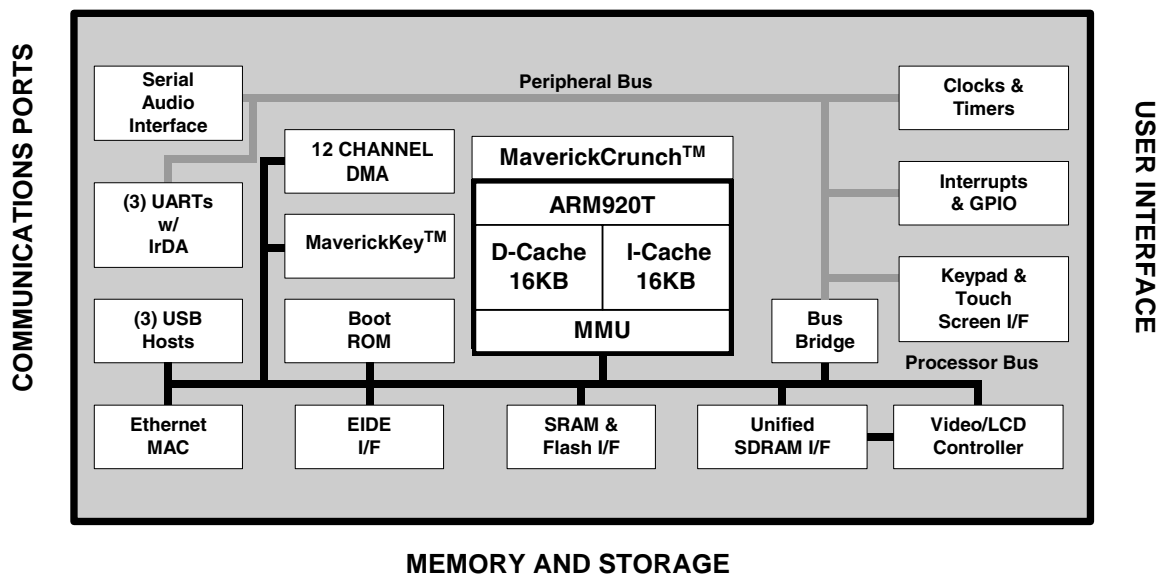 COMMUNICATIONS PORTS
Serial
Audio
Interface
Peripheral Bus
Clocks &
Timers
12 CHANNEL
DMA
MaverickCrunch™
(3) UARTs
w/
IrDA
ARM920T
Interrupts
& GPIO
MaverickKey™
D-Cache
16KB
I-Cache
16KB
Keypad &
Touch
Screen I/F
(3) USB
Hosts
Boot
ROM
MMU
Bus
Bridge
Processor Bus
Ethernet
MAC
EIDE
I/F
SRAM &
Flash I/F
Unified
SDRAM I/F
Video/LCD
Controller
USER INTERFACE
MEMORY AND STORAGE